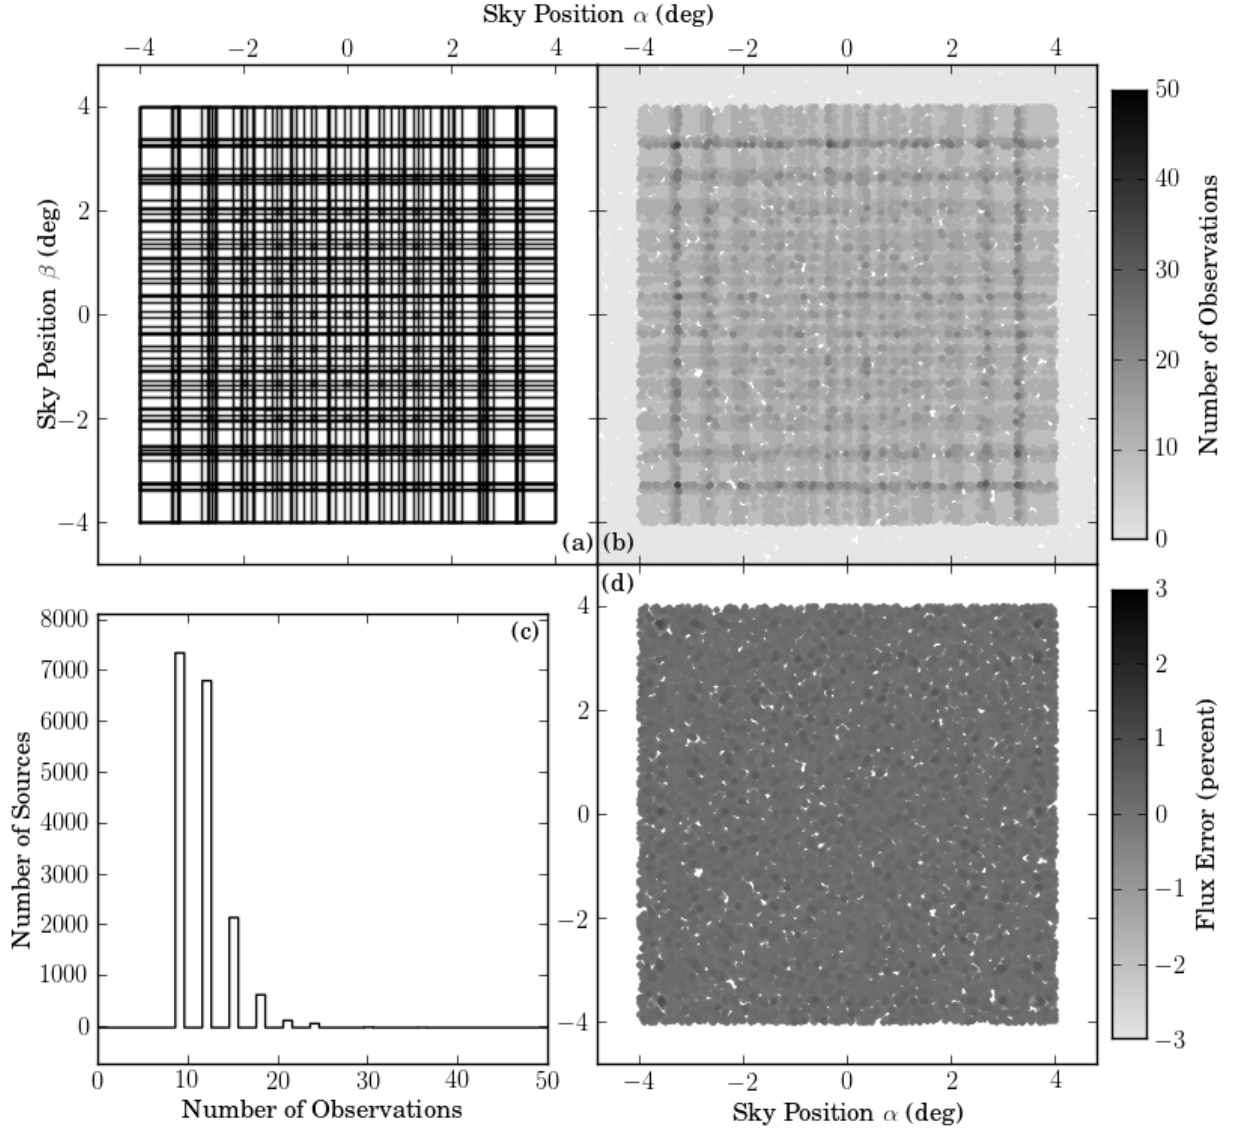 Sky Position α (deg)
−4 −2 0 2 4 −4 −2 0 2 4
Sky Position β (deg)
4
2
0
−2
−4
(a) (b)
50
40
30
20
10
0
Number of Observations
(c)
8000
7000
6000
5000
4000
3000
2000
1000
0
Number of Sources
0 10 20 30 40 50
Number of Observations
(d)
4
2
0
−2
−4
−4 −2 0 2 4
Sky Position α (deg)
3
2
1
0
−1
−2
−3
Flux Error (percent)